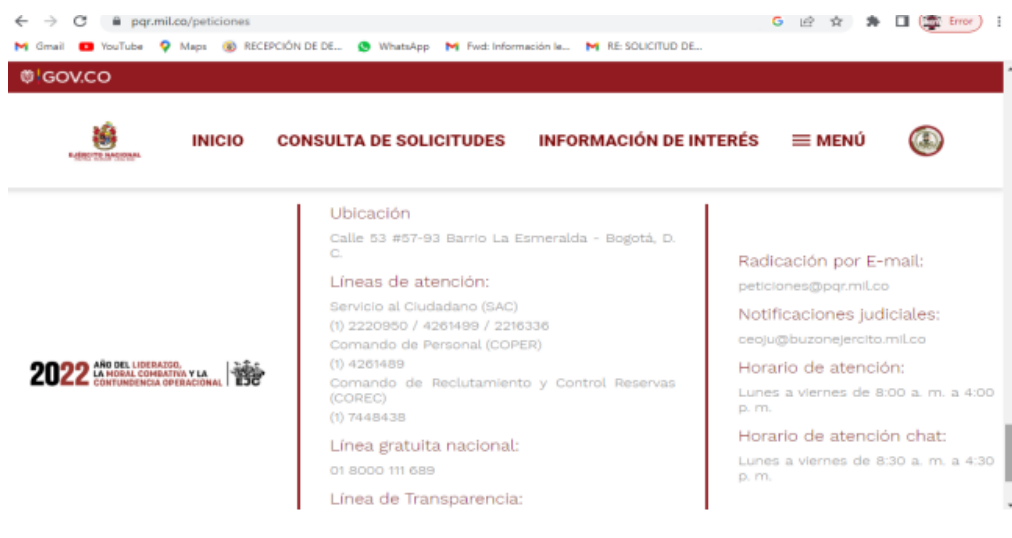 pqr.mil.co/peticiones
Error
Gmail YouTube Maps RECEPCIÓN DE DE... WhatsApp Fwd: Información le... RE: SOLICITUD DE...
GOV.CO
EJÉRCITO NACIONAL
INICIO CONSULTA DE SOLICITUDES INFORMACIÓN DE INTERÉS MENÚ
2022 AÑO DEL LIDERAZGO,
LA MORAL COMBATIVA Y LA
CONTUNDENCIA OPERACIONAL
Ubicación
Calle 53 #57-93 Barrio La Esmeralda - Bogotá, D.
C.
Líneas de atención:
Servicio al Ciudadano (SAC)
(1) 2220950 / 4261499 / 2216336
Comando de Personal (COPER)
(1) 4261489
Comando de Reclutamiento y Control Reservas
(COREC)
(1) 7448438
Línea gratuita nacional:
01 8000 111 689
Línea de Transparencia:
Radicación por E-mail:
peticiones@pqr.mil.co
Notificaciones judiciales:
ceoju@buzonejercito.mil.co
Horario de atención:
Lunes a viernes de 8:00 a. m. a 4:00
p. m.
Horario de atención chat:
Lunes a viernes de 8:30 a. m. a 4:30
p. m.